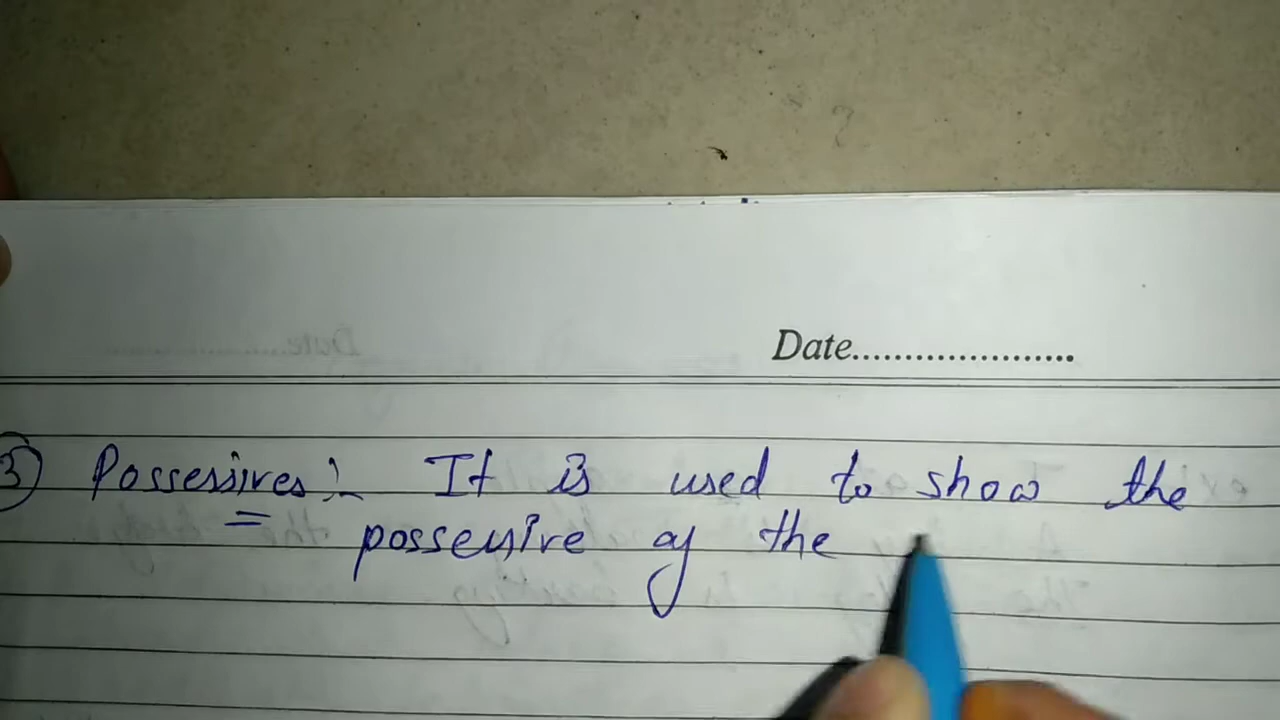 Date.....................
3 Possessives:- It is used to show the
= possessive of the